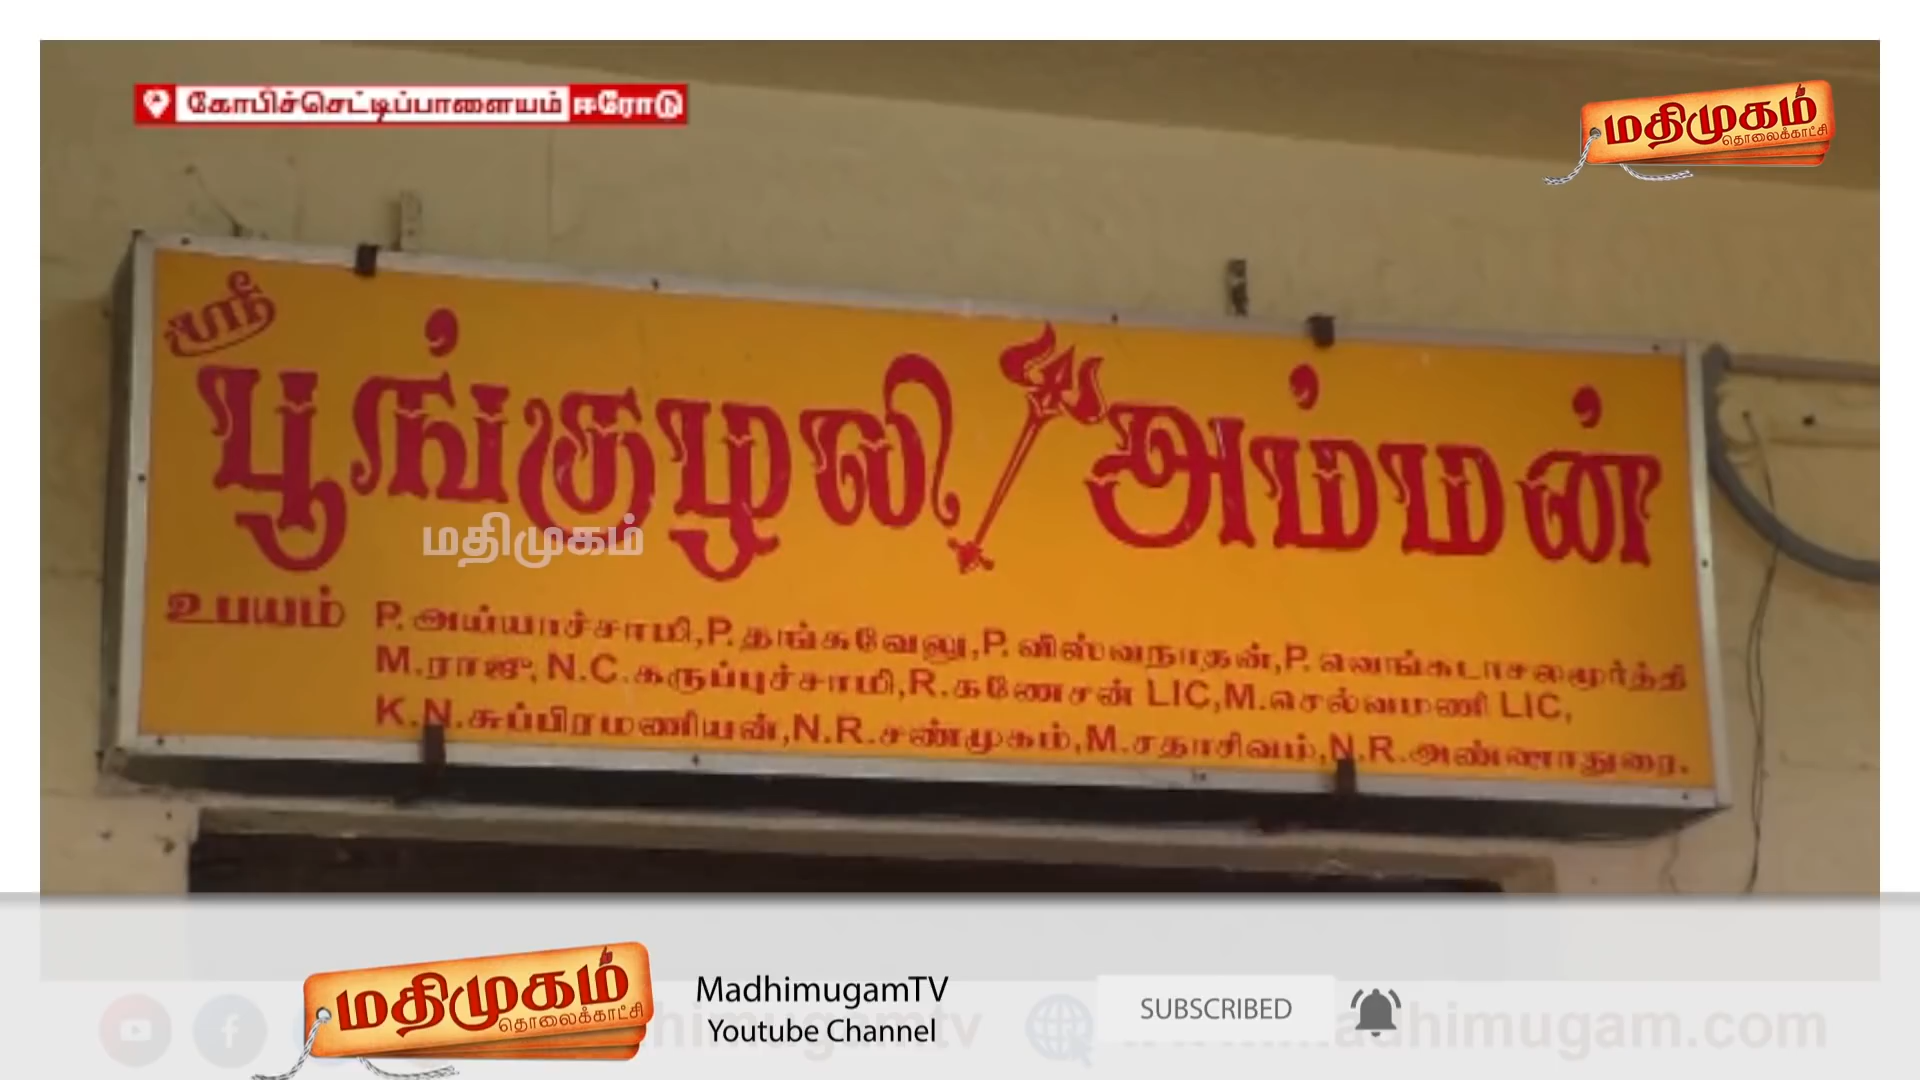 கோபிச்செட்டிப்பாளையம் ஈரோடு
மதிமுகம்
தொலைக்காட்சி
ஸ்ரீ
பூங்குழலி அம்மன்
மதிமுகம்
உபயம் P.அய்யாச்சாமி,P.தங்கவேலு,P.விஸ்வநாதன்,P.வெங்கடாசலமூர்த்தி
M.ராஜு, N.C.கருப்புச்சாமி,R.கணேசன் LIC,M.செல்வமணி LIC,
K.N.சுப்பிரமணியன்,N.R.சண்முகம்,M.சதாசிவம்,N.R.அண்ணாதுரை.
மதிமுகம்
தொலைக்காட்சி
MadhimugamTV
Youtube Channel
SUBSCRIBED